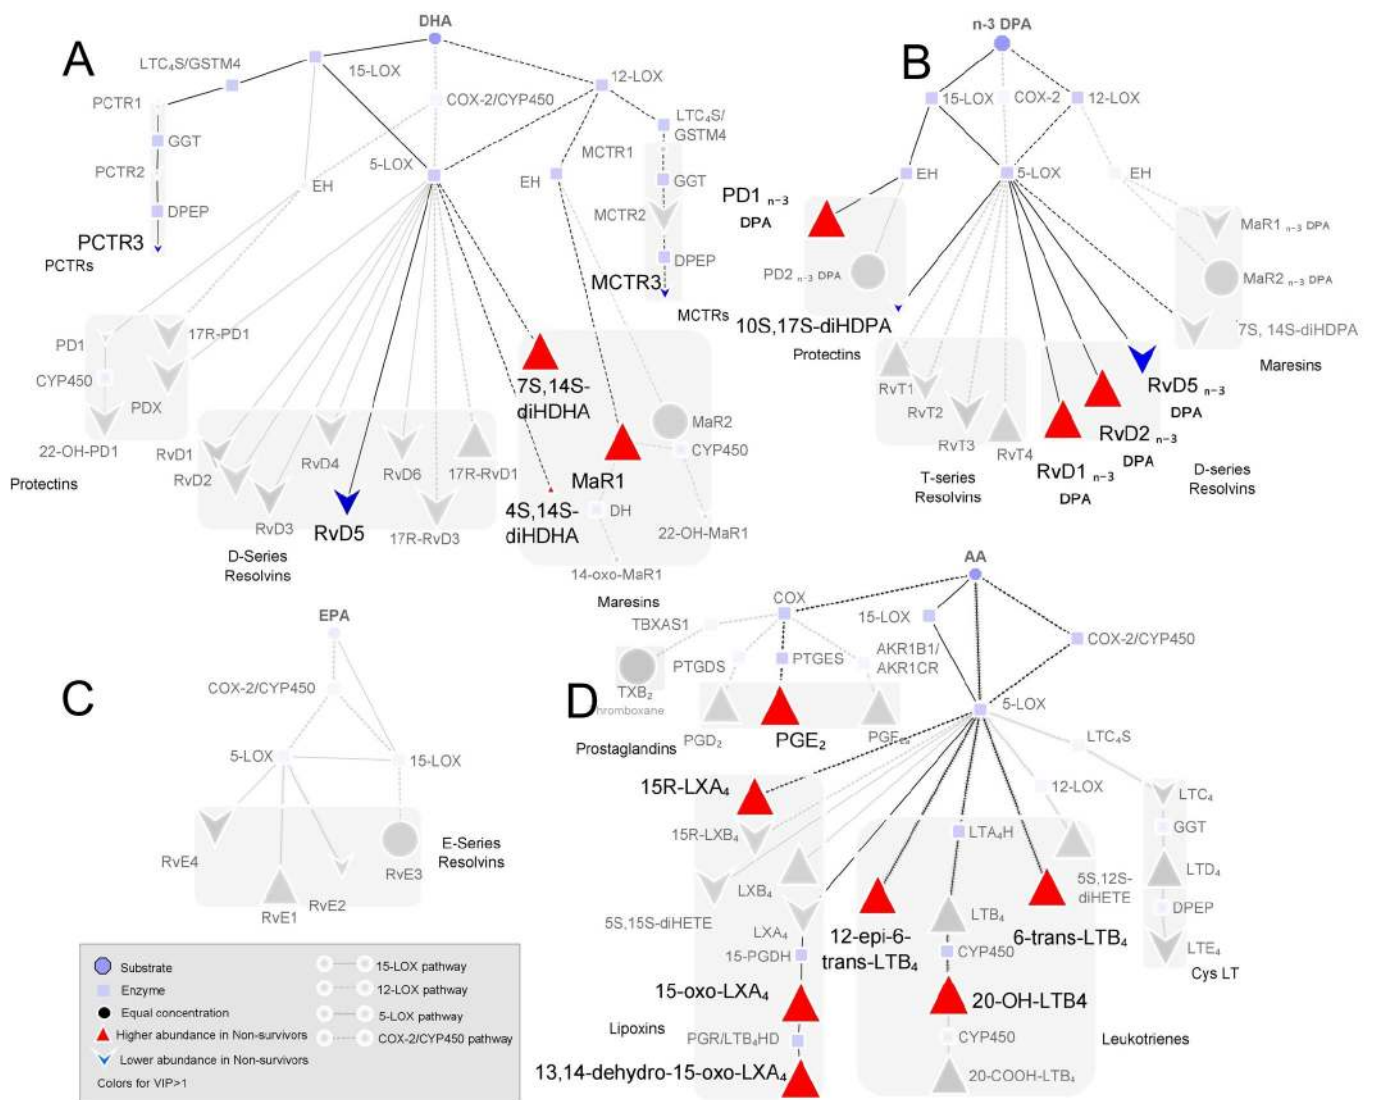 A
DHA
LTC₄S/GSTM4
15-LOX
12-LOX
PCTR1
COX-2/CYP450
LTC₄S/
GSTM4
GGT
MCTR1
PCTR2
5-LOX
EH
EH
GGT
DPEP
MCTR2
PCTR3
PCTRs
DPEP
MCTR3
MCTRs
PD1
17R-PD1
CYP450
PDX
22-OH-PD1
Protectins
7S,14S-
diHDHA
MaR2
CYP450
RvD1
RvD2
RvD4
RvD6
17R-RvD1
MaR1
4S,14S-
diHDHA
DH
RvD3
RvD5
17R-RvD3
22-OH-MaR1
D-Series
Resolvins
14-oxo-MaR1
Maresins
B
n-3 DPA
15-LOX
COX-2
12-LOX
EH
5-LOX
EH
PD1 n-3
DPA
PD2 n-3 DPA
MaR1 n-3 DPA
MaR2 n-3 DPA
10S,17S-diHDPA
7S, 14S-diHDPA
Protectins
Maresins
RvT1
RvT2
RvT3
RvT4
RvD5 n-3
DPA
RvD2 n-3
DPA
RvD1 n-3
DPA
T-series
Resolvins
D-series
Resolvins
C
EPA
COX-2/CYP450
5-LOX
15-LOX
RvE4
RvE1
RvE2
RvE3
E-Series
Resolvins
D
AA
COX
15-LOX
TBXAS1
COX-2/CYP450
PTGDS
PTGES
AKR1B1/
AKR1CR
TXB₂
hromboxane
5-LOX
PGD₂
PGE₂
Prostaglandins
LTC₄S
15R-LXA₄
12-LOX
LTC₄
15R-LXB₄
LTA₄H
GGT
LXB₄
5S,12S-
diHETE
LTD₄
5S,15S-diHETE
LXA₄
LTB₄
DPEP
15-PGDH
12-epi-6-
trans-LTB₄
CYP450
6-trans-LTB₄
LTE₄
Cys LT
15-oxo-LXA₄
20-OH-LTB4
Lipoxins
PGR/LTB₄HD
CYP450
Leukotrienes
13,14-dehydro-15-oxo-LXA₄
20-COOH-LTB₄
Substrate
Enzyme
Equal concentration
Higher abundance in Non-survivors
Lower abundance in Non-survivors
Colors for VIP>1
15-LOX pathway
12-LOX pathway
5-LOX pathway
COX-2/CYP450 pathway